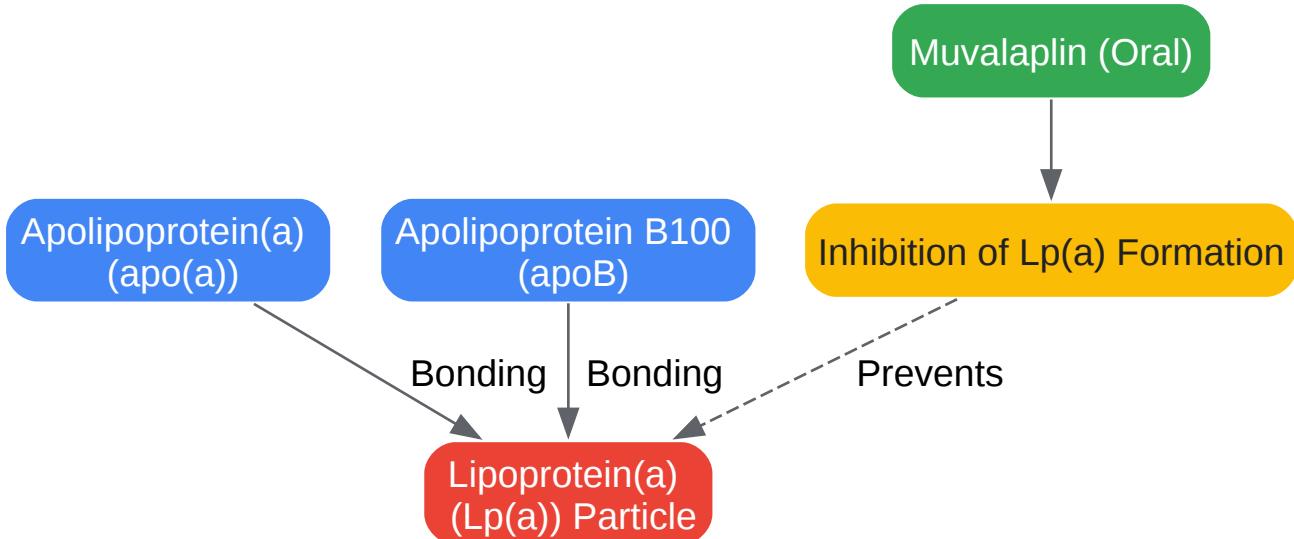 Muvalaplin (Oral)
Apolipoprotein(a)
(apo(a))
Apolipoprotein B100
(apoB)
Inhibition of Lp(a) Formation
Bonding
Bonding
Prevents
Lipoprotein(a)
(Lp(a)) Particle